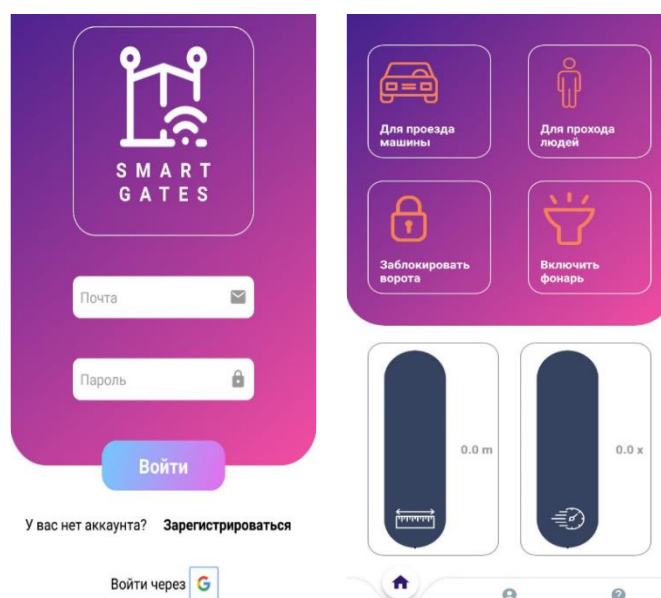 SMART
GATES
Почта
Пароль
Войти
У вас нет аккаунта? Зарегистрироваться
Войти через G
Для проезда
машины
Для прохода
людей
Заблокировать
ворота
Включить
фонарь
0.0 m
0.0 x